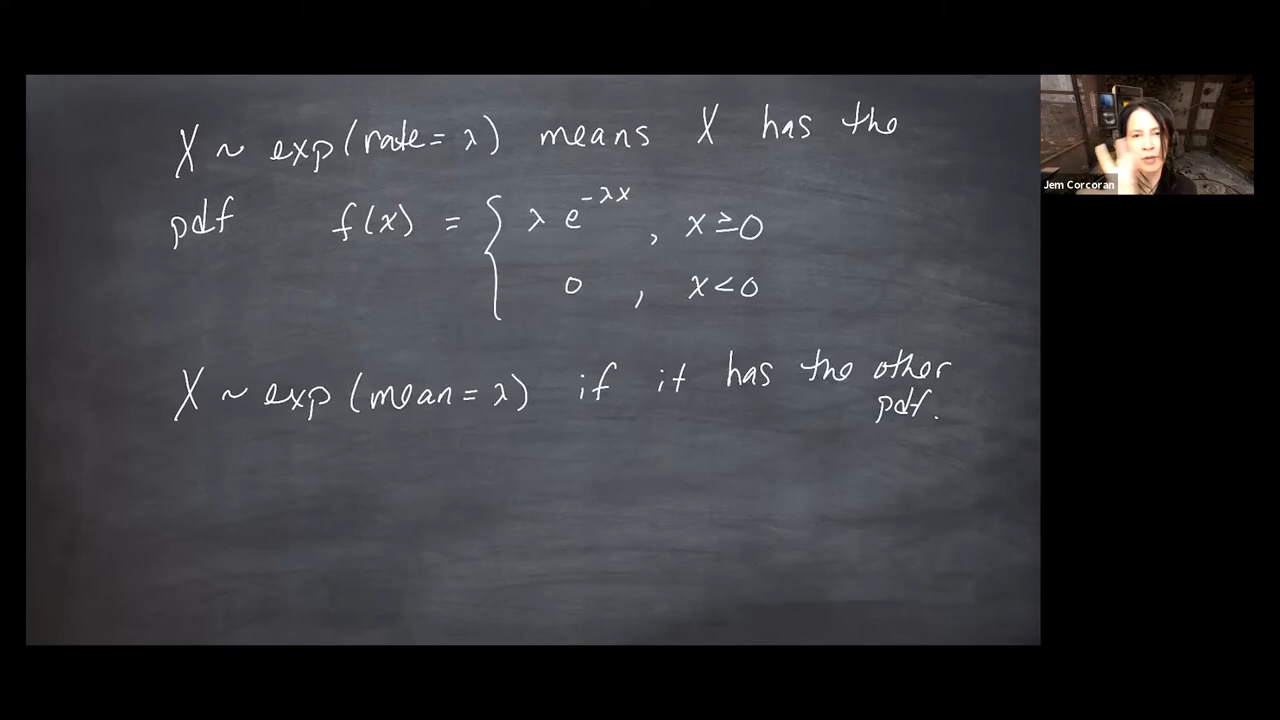 X ~ exp(rate = λ) means X has the
pdf f(x) = { λ e^{-λx} , x ≥ 0
0 , x < 0
X ~ exp (mean = λ) if it has the other
pdf.
Jem Corcoran